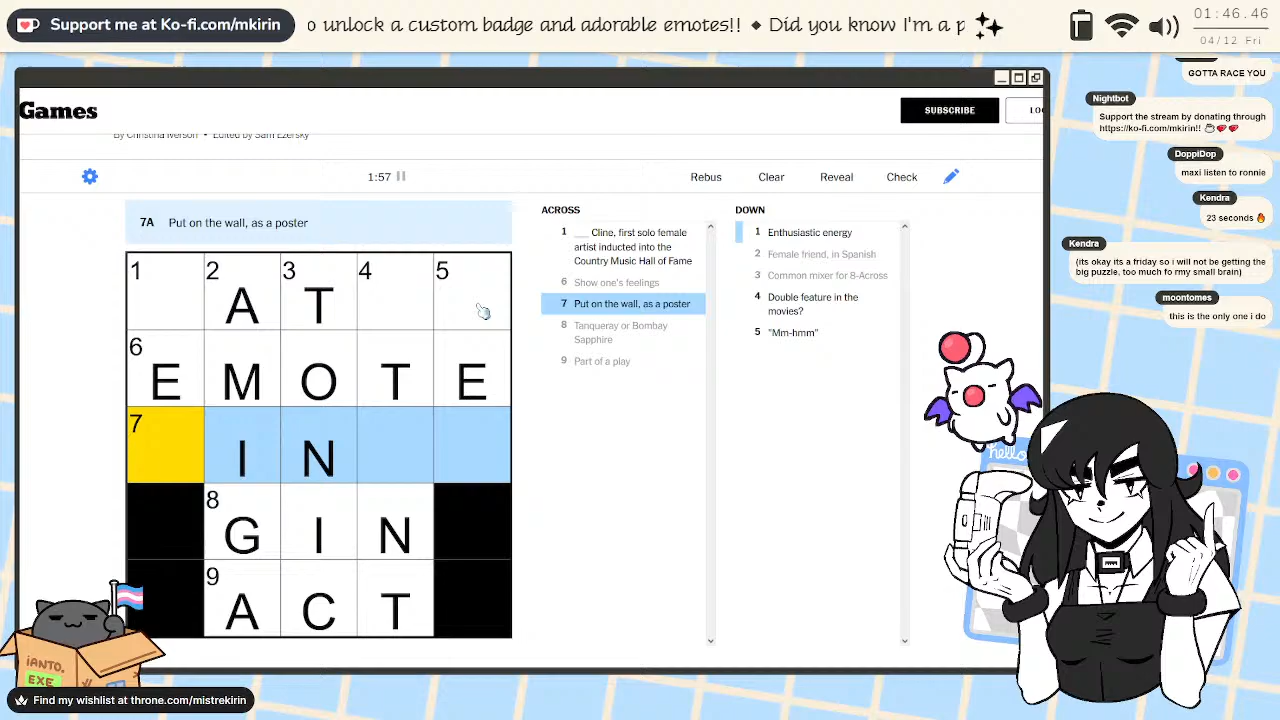 Support me at Ko-fi.com/mkirin
o unlock a custom badge and adorable emotes!! ◆ Did you know I'm a p
01:46.46
04/12 Fri
Games
SUBSCRIBE
LO
By Christina Iverson • Edited by Sam Ezersky
1:57
Rebus
Clear
Reveal
Check
7A Put on the wall, as a poster
1 2 3 4 5
A T
6
E M O T E
7
I N
8
G I N
9
A C T
ACROSS
1 ___ Cline, first solo female
artist inducted into the
Country Music Hall of Fame
6 Show one's feelings
7 Put on the wall, as a poster
8 Tanqueray or Bombay
Sapphire
9 Part of a play
DOWN
1 Enthusiastic energy
2 Female friend, in Spanish
3 Common mixer for 8-Across
4 Double feature in the
movies?
5 "Mm-hmm"
GOTTA RACE YOU
Nightbot
Support the stream by donating through
https://ko-fi.com/mkirin!!
DoppiDop
maxi listen to ronnie
Kendra
23 seconds 🔥
Kendra
(its okay its a friday so i will not be getting the
big puzzle, too much fo rmy small brain)
moontomes
this is the only one i do
hello
iANTO.
EXE
Find my wishlist at throne.com/mistrekirin